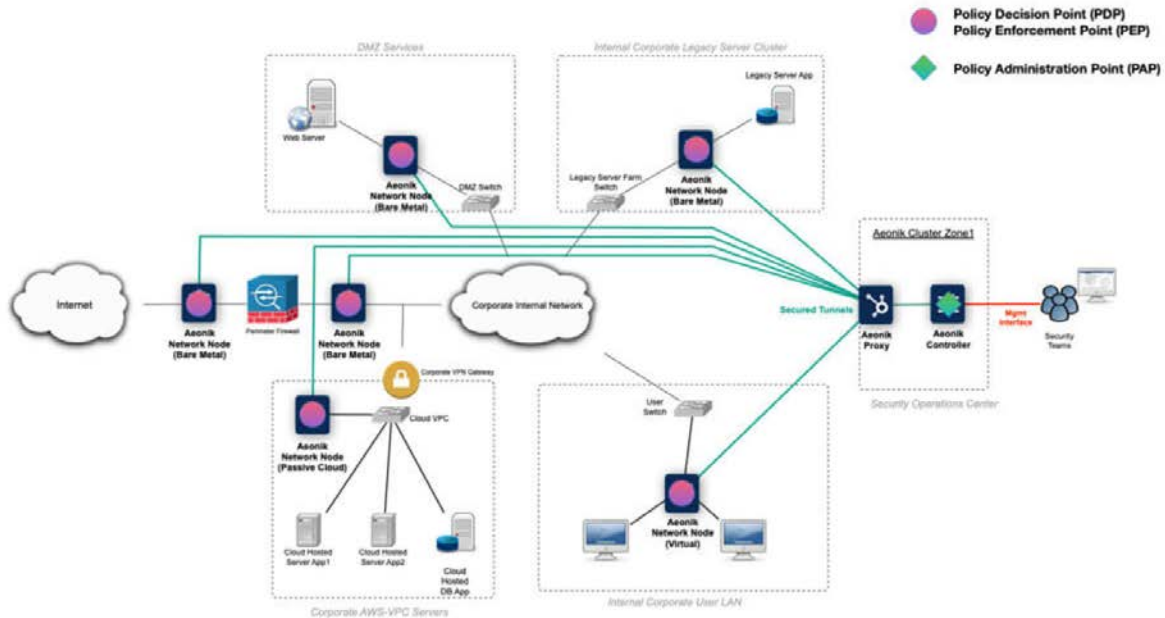 Policy Decision Point (PDP)
Policy Enforcement Point (PEP)
Policy Administration Point (PAP)
DMZ Services
Internal Corporate Legacy Server Cluster
Legacy Server App
Web Server
Aeonik
Network Node
(Bare Metal)
DMZ Switch
Legacy Server Farm
Switch
Aeonik
Network Node
(Bare Metal)
Aeonik Cluster Zone1
Internet
Aeonik
Network Node
(Bare Metal)
Perimeter Firewall
Aeonik
Network Node
(Bare Metal)
Corporate Internal Network
Secured Tunnels
Aeonik
Proxy
Aeonik
Controller
Mgmt
Interface
Security
Teams
Security Operations Center
Corporate VPN Gateway
Cloud VPC
Aeonik
Network Node
(Passive Cloud)
User
Switch
Aeonik
Network Node
(Virtual)
Cloud Hosted
Server App1
Cloud Hosted
Server App2
Cloud
Hosted
DB App
Corporate AWS-VPC Servers
Internal Corporate User LAN